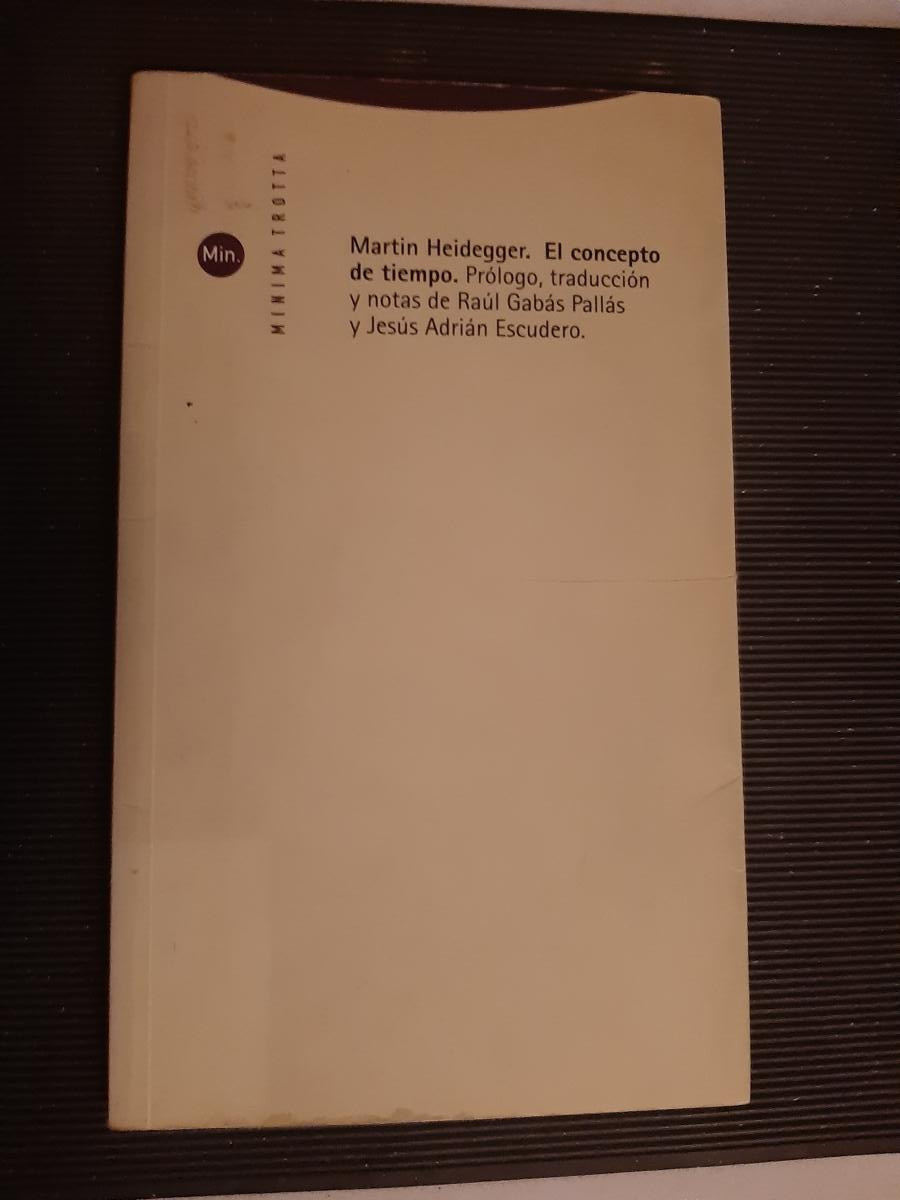 Min.
MINIMA TROTTA
Martin Heidegger. El concepto
de tiempo. Prólogo, traducción
y notas de Raúl Gabás Pallás
y Jesús Adrián Escudero.